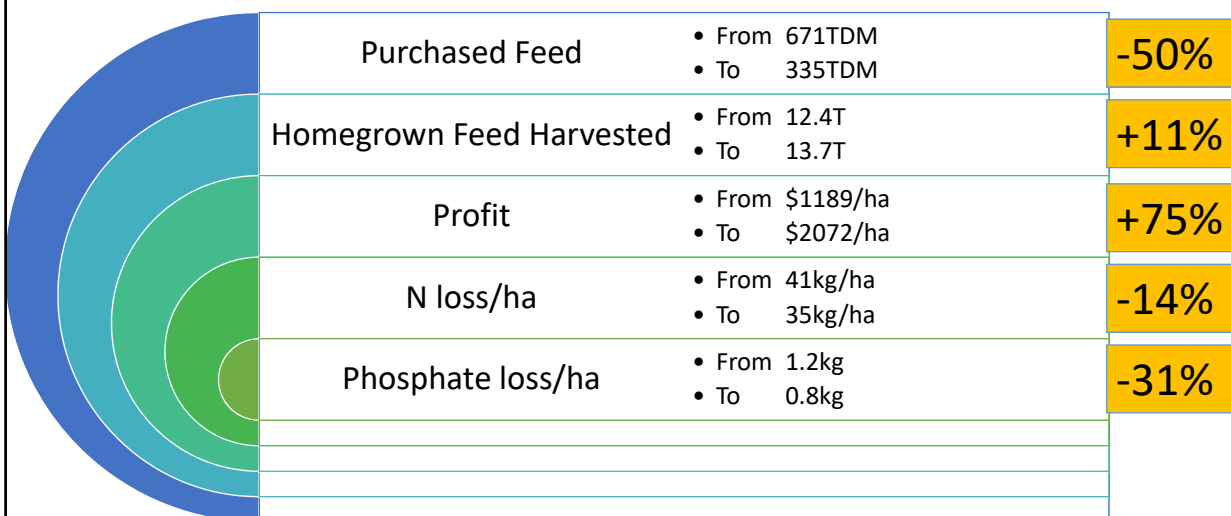 Purchased Feed
• From 671TDM
• To 335TDM
-50%
Homegrown Feed Harvested
• From 12.4T
• To 13.7T
+11%
Profit
• From $1189/ha
• To $2072/ha
+75%
N loss/ha
• From 41kg/ha
• To 35kg/ha
-14%
Phosphate loss/ha
• From 1.2kg
• To 0.8kg
-31%